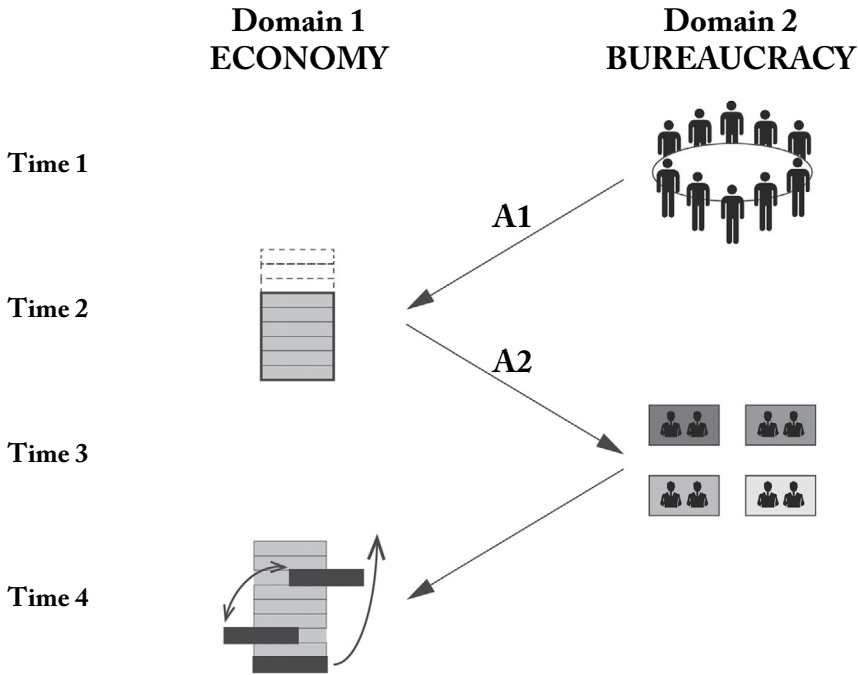 Domain 1
ECONOMY
Domain 2
BUREAUCRACY
Time 1
A1
Time 2
A2
Time 3
Time 4